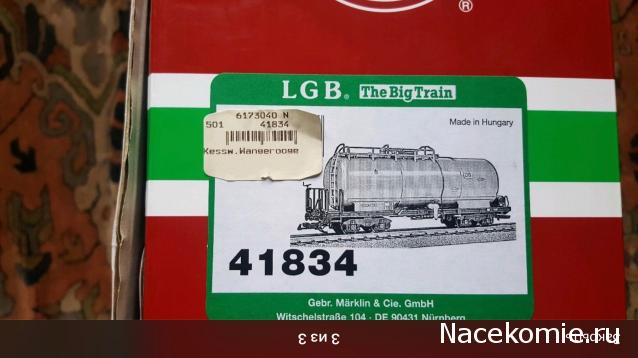 ®
LGB® The Big Train
6173040 N
501 41834
Kessw.Wangerooge
Made in Hungary
41834
Gebr. Märklin & Cie. GmbH
Witschelstraße 104 · DE 90431 Nürnberg
3 из 3
Nacekomie.ru